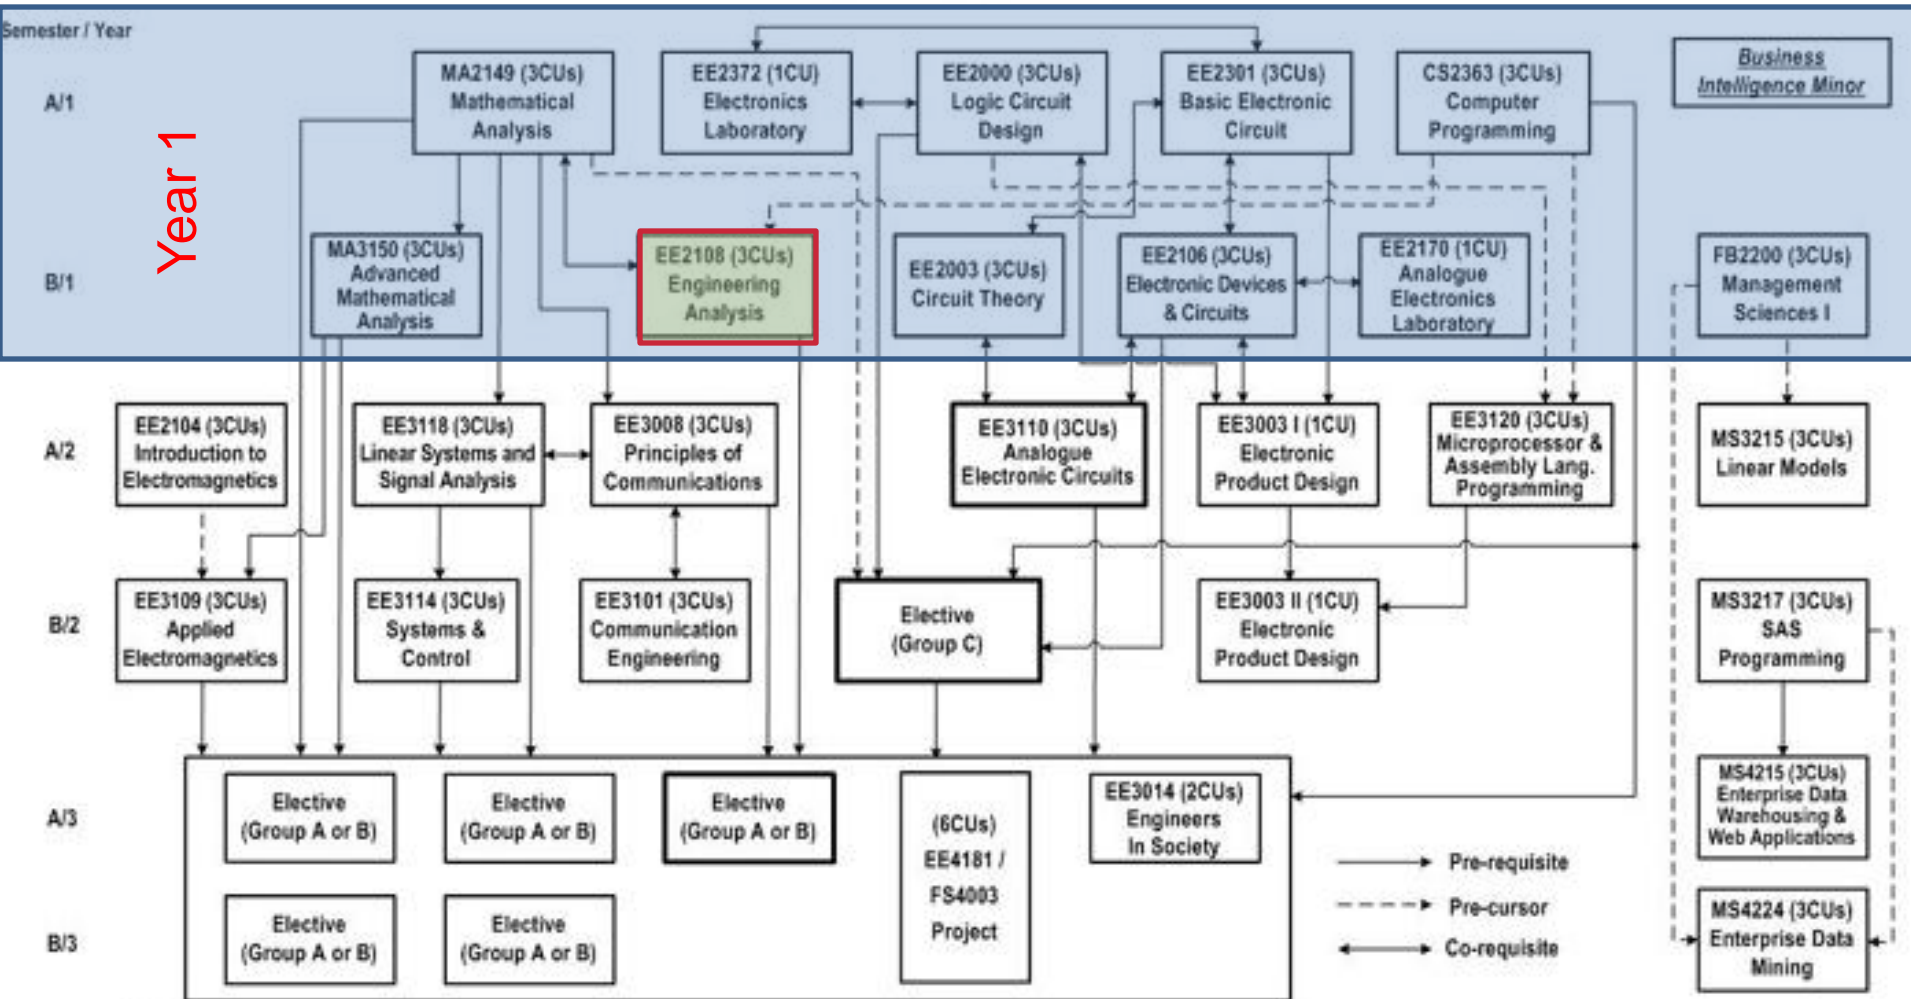 Semester / Year
Year 1
A/1
MA2149 (3CUs)
Mathematical
Analysis
EE2372 (1CU)
Electronics
Laboratory
EE2000 (3CUs)
Logic Circuit
Design
EE2301 (3CUs)
Basic Electronic
Circuit
CS2363 (3CUs)
Computer
Programming
Business
Intelligence Minor
B/1
MA3150 (3CUs)
Advanced
Mathematical
Analysis
EE2108 (3CUs)
Engineering
Analysis
EE2003 (3CUs)
Circuit Theory
EE2106 (3CUs)
Electronic Devices
& Circuits
EE2170 (1CU)
Analogue
Electronics
Laboratory
FB2200 (3CUs)
Management
Sciences I
A/2
EE2104 (3CUs)
Introduction to
Electromagnetics
EE3118 (3CUs)
Linear Systems and
Signal Analysis
EE3008 (3CUs)
Principles of
Communications
EE3110 (3CUs)
Analogue
Electronic Circuits
EE3003 I (1CU)
Electronic
Product Design
EE3120 (3CUs)
Microprocessor &
Assembly Lang.
Programming
MS3215 (3CUs)
Linear Models
B/2
EE3109 (3CUs)
Applied
Electromagnetics
EE3114 (3CUs)
Systems &
Control
EE3101 (3CUs)
Communication
Engineering
Elective
(Group C)
EE3003 II (1CU)
Electronic
Product Design
MS3217 (3CUs)
SAS
Programming
A/3
Elective
(Group A or B)
Elective
(Group A or B)
Elective
(Group A or B)
(6CUs)
EE4181 /
FS4003
Project
EE3014 (2CUs)
Engineers
In Society
MS4215 (3CUs)
Enterprise Data
Warehousing &
Web Applications
B/3
Elective
(Group A or B)
Elective
(Group A or B)
Pre-requisite
Pre-cursor
Co-requisite
MS4224 (3CUs)
Enterprise Data
Mining